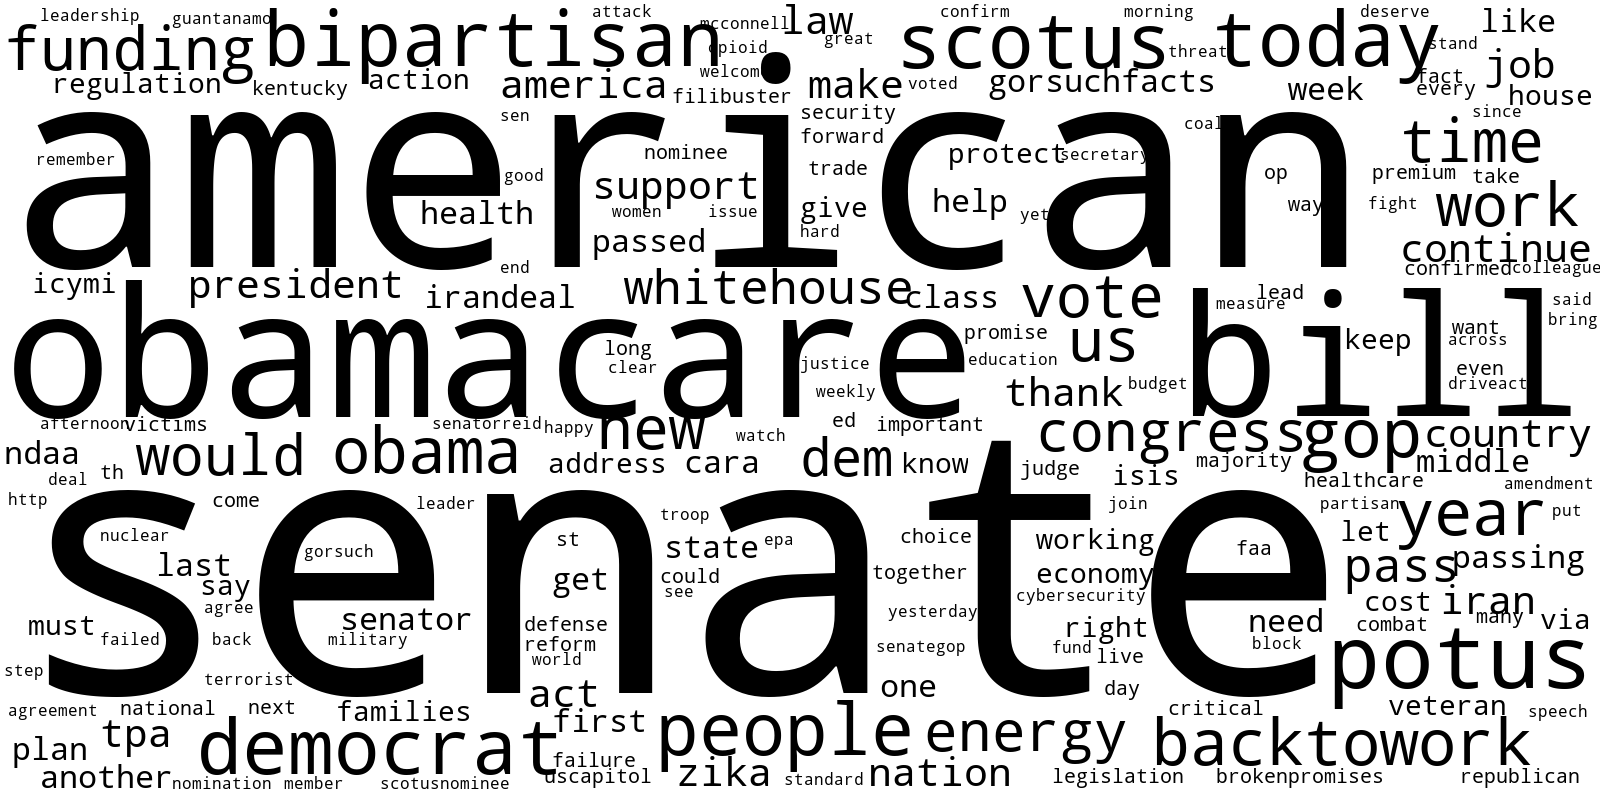 leadership guantanamo attack mcconnell law confirm morning deserve like
funding bipartisan opioid great scotus threat today stand job
regulation kentucky action america welcome filibuster make voted gorsuchfacts week fact every house
american
sen security since
forward coal time
remember nominee protect secretary
good support trade op premium take
health women issue give help yet way fight work
passed hard continue
end confirmed colleague
icymi president irandeal whitehouse class vote measure lead said
obamacare bill
promise us bring
long keep want across
clear justice education even
weekly thank budget driveact
afternoon victims senatorreid happy new watch ed important congress gop country
ndaa would obama address cara dem know judge majority middle
deal th isis healthcare amendment
senate
http come leader join partisan year put
troop
nuclear st state epa choice working let
gorsuch faa pass passing
last get could together economy
say see cybersecurity cost iran
agree yesterday many via
must senator defense right need combat
failed back military reform senategop fund block potus
world live
step terrorist act one day
agreement national next families critical veteran speech
plan tpa democrat first people energy backtowork
failure
another nomination member scotusnominee uscapitol zika standard nation legislation brokenpromises republican